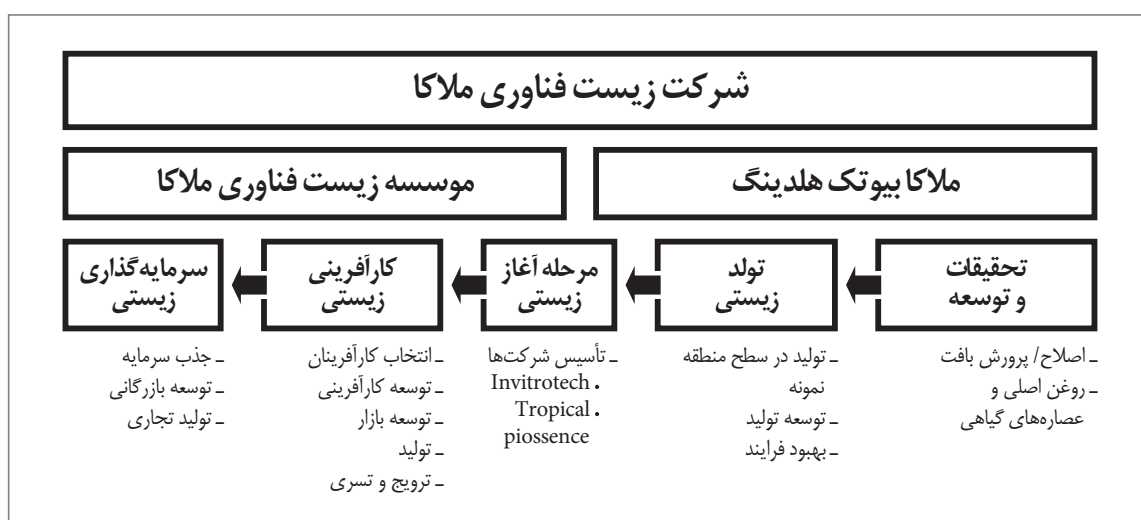 شرکت زیست فناوری ملاکا
ملاکا بیوتک هلدینگ
موسسه زیست فناوری ملاکا
تحقیقات
و توسعه
تولد
زیستی
مرحله آغاز
زیستی
کارآفرینی
زیستی
سرمایه‌گذاری
زیستی
ـ اصلاح/ پرورش بافت
ـ روغن اصلی و
عصاره‌های گیاهی
ـ تولید در سطح منطقه
نمونه
ـ توسعه تولید
ـ بهبود فرایند
ـ تأسیس شرکت‌ها
• Invitrotech
• Tropical
piossence
ـ انتخاب کارآفرینان
ـ توسعه کارآفرینی
ـ توسعه بازار
ـ تولید
ـ ترویج و تسری
ـ جذب سرمایه
ـ توسعه بازرگانی
ـ تولید تجاری